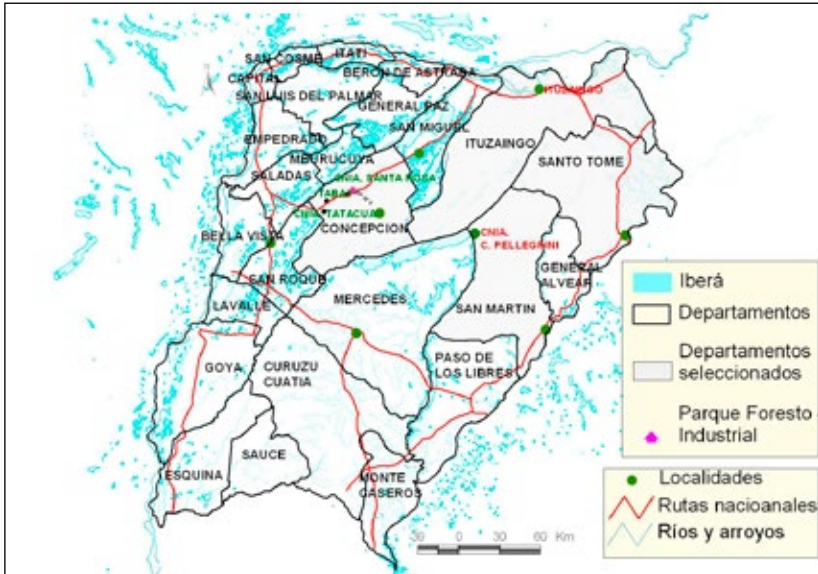 ITATI
SAN COSME
BERON DE ASTRADA
CAPITAL
SAN LUIS DEL PALMAR
GENERAL PAZ
ITUZAINGO
SAN MIGUEL
ITUZAINGO
EMPEDRADO
MBURUCUYA
SANTO TOME
SALADAS
CNIA. SANTA ROSA
TABAY
CNIA. TATACUA
CONCEPCION
BELLA VISTA
CNIA.
C. PELLEGRINI
SAN ROQUE
GENERAL
ALVEAR
LAVALLE
MERCEDES
SAN MARTIN
GOYA
CURUZU
CUATIA
PASO DE
LOS LIBRES
ESQUINA
SAUCE
MONTE
CASEROS
30 0 30 60 Km
Iberá
Departamentos
Departamentos
seleccionados
Parque Foresto -
Industrial
Localidades
Rutas nacioanales
Ríos y arroyos